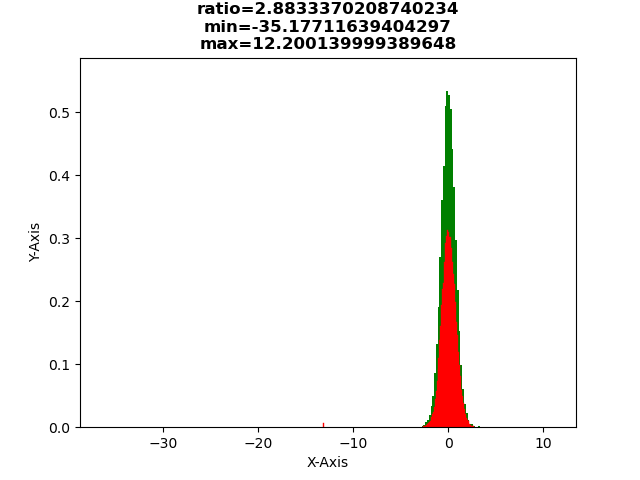 ratio=2.8833370208740234
min=-35.17711639404297
max=12.200139999389648
0.5
0.4
0.3
0.2
0.1
0.0
Y-Axis
−30
−20
−10
0
10
X-Axis